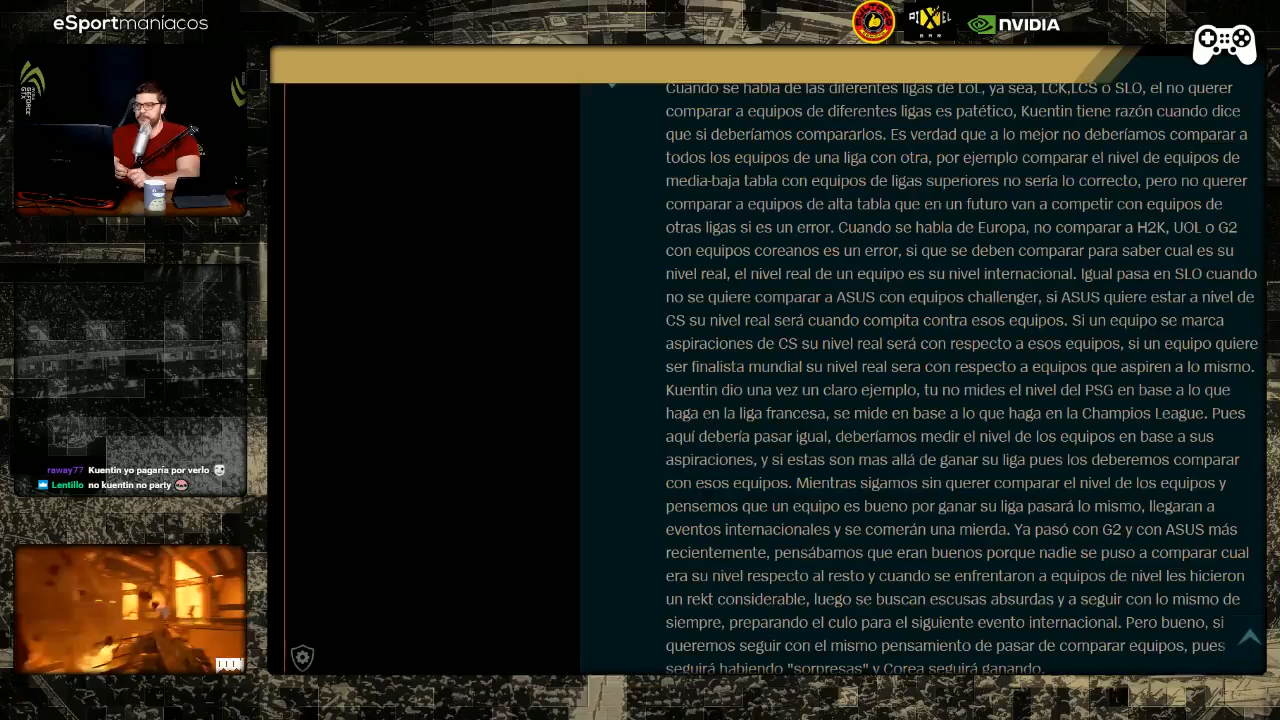 eSportmaníacos
PIXEL
BAR
NVIDIA
GEFORCE
GTX
Cuando se habla de las diferentes ligas de LoL, ya sea, LCK,LCS o SLO, el no querer
comparar a equipos de diferentes ligas es patético, Kuentin tiene razón cuando dice
que si deberíamos compararlos. Es verdad que a lo mejor no deberíamos comparar a
todos los equipos de una liga con otra, por ejemplo comparar el nivel de equipos de
media-baja tabla con equipos de ligas superiores no sería lo correcto, pero no querer
comparar a equipos de alta tabla que en un futuro van a competir con equipos de
otras ligas si es un error. Cuando se habla de Europa, no comparar a H2K, UOL o G2
con equipos coreanos es un error, si que se deben comparar para saber cual es su
nivel real, el nivel real de un equipo es su nivel internacional. Igual pasa en SLO cuando
no se quiere comparar a ASUS con equipos challenger, si ASUS quiere estar a nivel de
CS su nivel real será cuando compita contra esos equipos. Si un equipo se marca
aspiraciones de CS su nivel real será con respecto a esos equipos, si un equipo quiere
ser finalista mundial su nivel real sera con respecto a equipos que aspiren a lo mismo.
Kuentin dio una vez un claro ejemplo, tu no mides el nivel del PSG en base a lo que
haga en la liga francesa, se mide en base a lo que haga en la Champios League. Pues
aquí debería pasar igual, deberíamos medir el nivel de los equipos en base a sus
aspiraciones, y si estas son mas allá de ganar su liga pues los deberemos comparar
con esos equipos. Mientras sigamos sin querer comparar el nivel de los equipos y
pensemos que un equipo es bueno por ganar su liga pasará lo mismo, llegaran a
eventos internacionales y se comerán una mierda. Ya pasó con G2 y con ASUS más
recientemente, pensábamos que eran buenos porque nadie se puso a comparar cual
era su nivel respecto al resto y cuando se enfrentaron a equipos de nivel les hicieron
un rekt considerable, luego se buscan escusas absurdas y a seguir con lo mismo de
siempre, preparando el culo para el siguiente evento internacional. Pero bueno, si
queremos seguir con el mismo pensamiento de pasar de comparar equipos, pues
seguirá habiendo "sorpresas" y Corea seguirá ganando.
raway77 Kuentin yo pagaría por verlo
Lentillo no kuentin no party